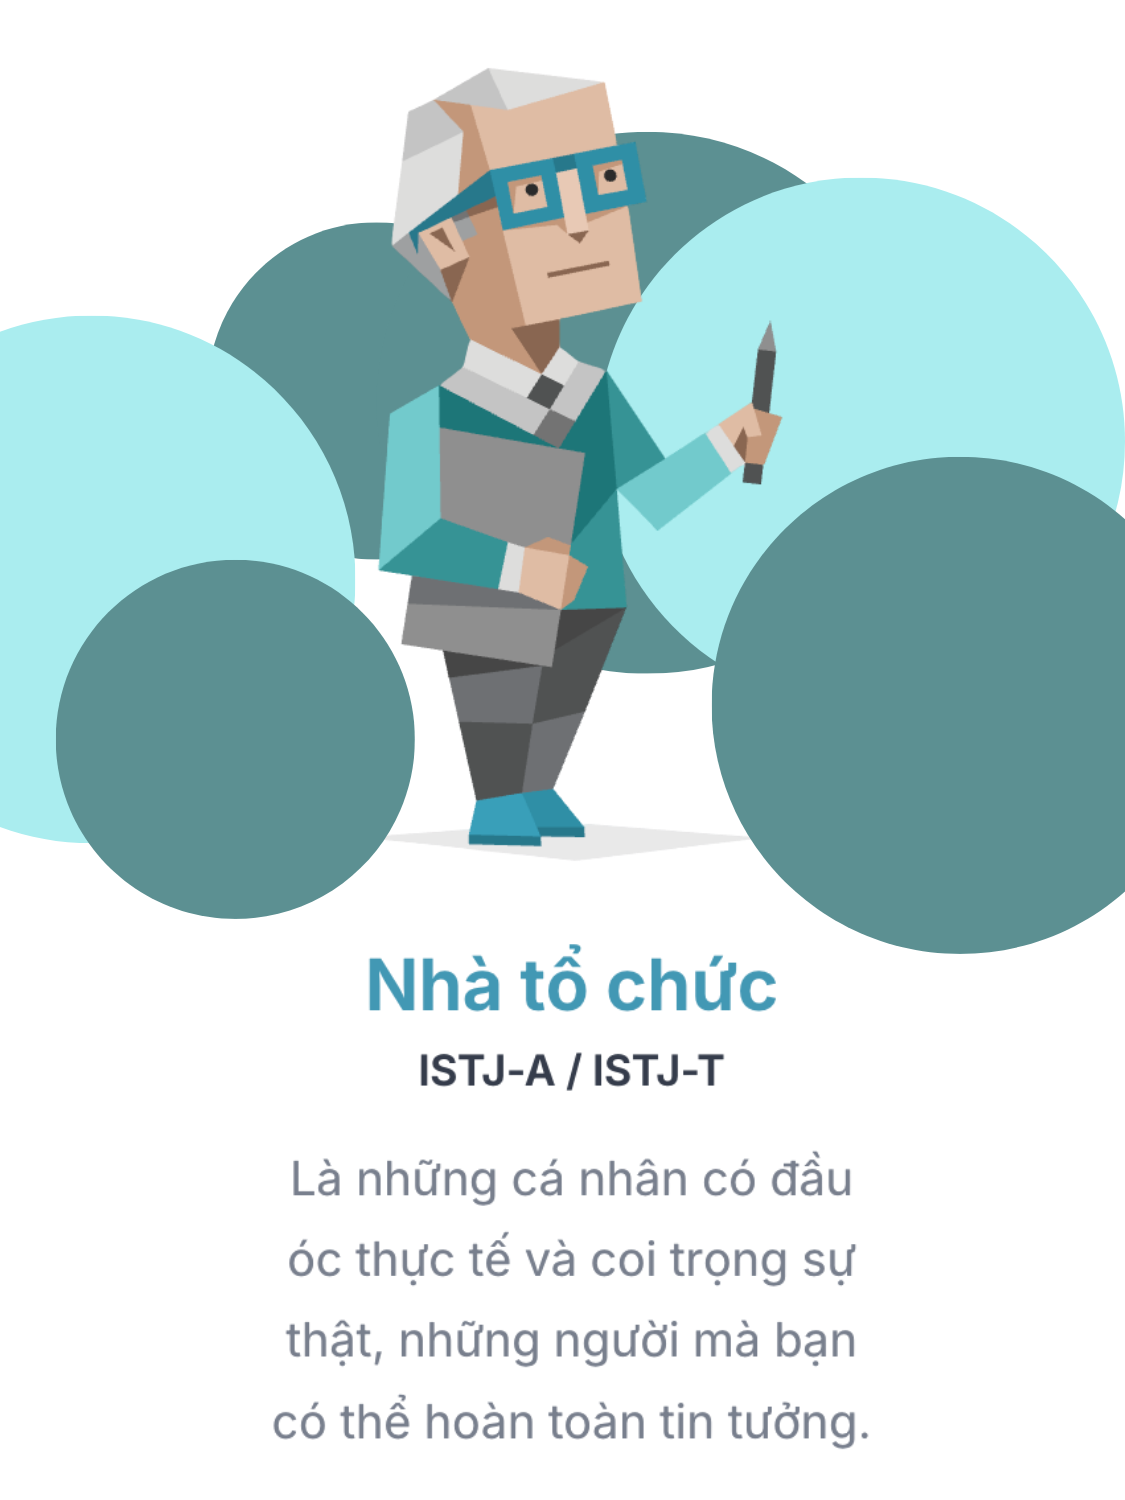 Nhà tổ chức
ISTJ-A / ISTJ-T
Là những cá nhân có đầu
óc thực tế và coi trọng sự
thật, những người mà bạn
có thể hoàn toàn tin tưởng.